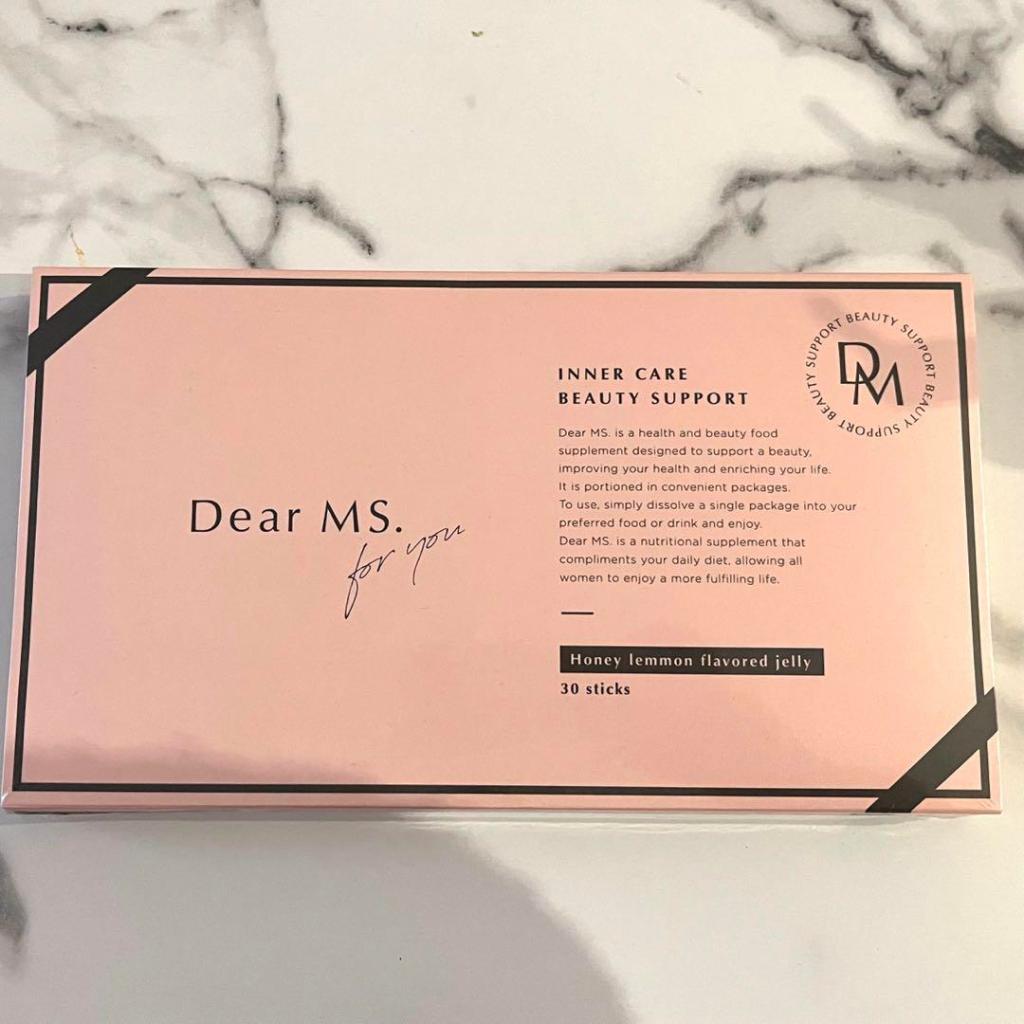 Dear MS.
for you
INNER CARE
BEAUTY SUPPORT
Dear MS. is a health and beauty food
supplement designed to support a beauty,
improving your health and enriching your life.
It is portioned in convenient packages.
To use, simply dissolve a single package into your
preferred food or drink and enjoy.
Dear MS. is a nutritional supplement that
compliments your daily diet, allowing all
women to enjoy a more fulfilling life.
Honey lemmon flavored jelly
30 sticks
BEAUTY SUPPORT BEAUTY SUPPORT BEAUTY SUPPORT
DM